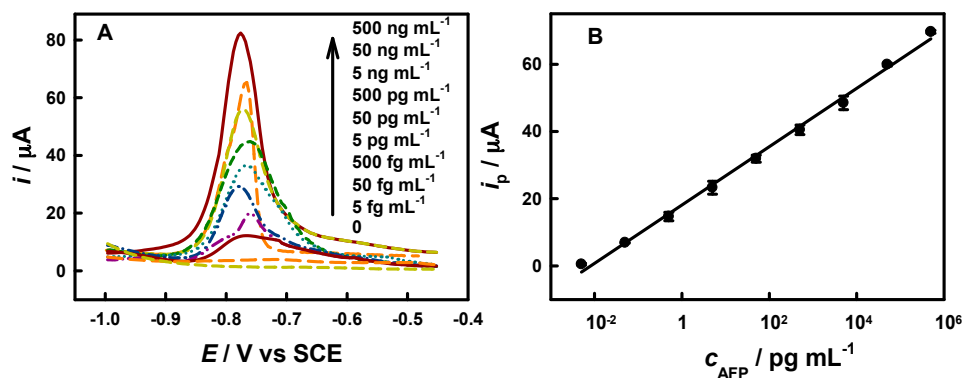 A
500 ng mL⁻¹
50 ng mL⁻¹
5 ng mL⁻¹
500 pg mL⁻¹
50 pg mL⁻¹
5 pg mL⁻¹
500 fg mL⁻¹
50 fg mL⁻¹
5 fg mL⁻¹
0
80
60
40
20
0
i / μA
-1.0 -0.9 -0.8 -0.7 -0.6 -0.5 -0.4
E / V vs SCE
B
60
40
20
0
iₚ / μA
10⁻² 1 10² 10⁴ 10⁶
c_AFP / pg mL⁻¹